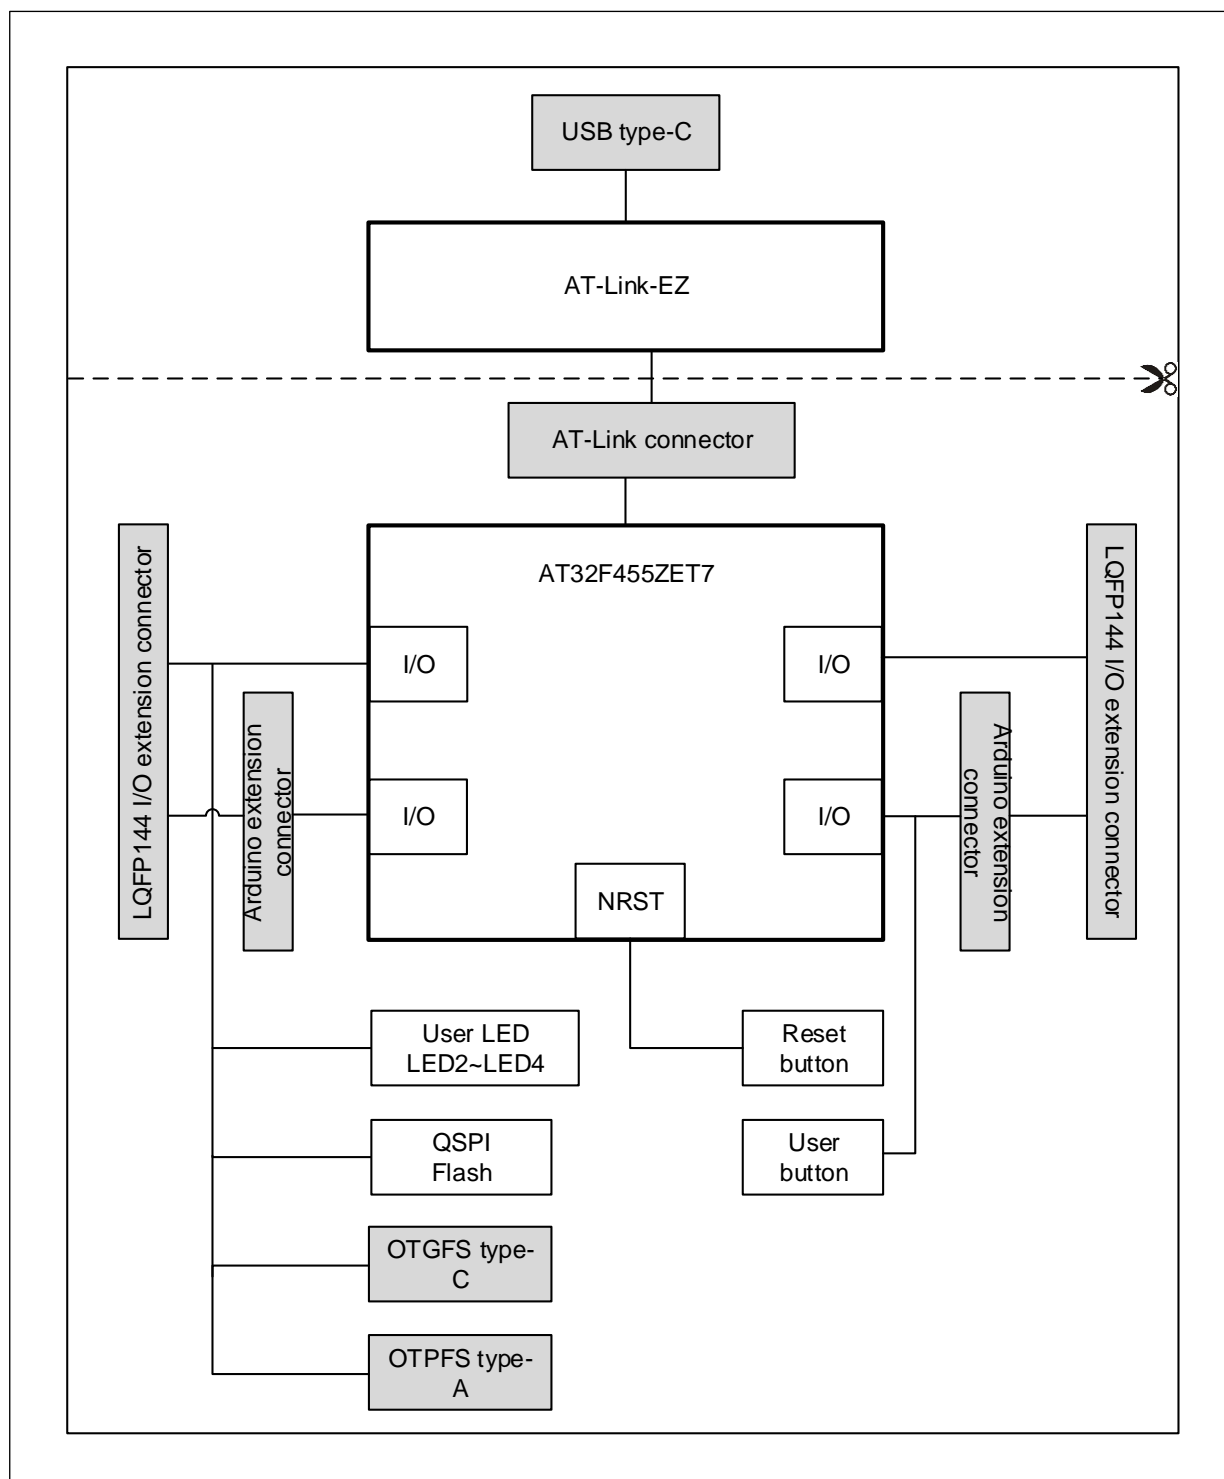 USB type-C
AT-Link-EZ
AT-Link connector
AT32F455ZET7
LQFP144 I/O extension connector
I/O
I/O
LQFP144 I/O extension connector
Arduino extension
connector
I/O
I/O
Arduino extension
connector
NRST
User LED
LED2~LED4
Reset
button
QSPI
Flash
User
button
OTGFS type-
C
OTPFS type-
A